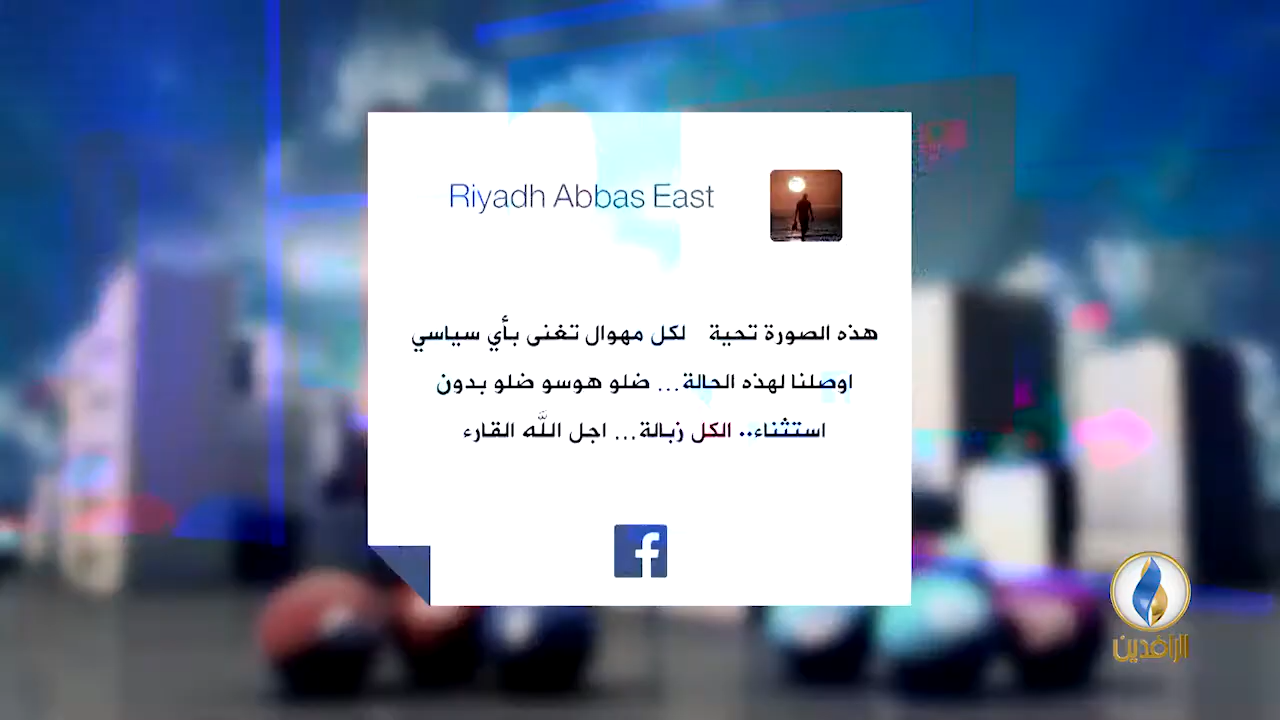 Riyadh Abbas East
هذه الصورة تحية لكل مهوال تغنى بأي سياسي
اوصلنا لهذه الحالة... ضلو هوسو ضلو بدون
استثناء.. الكل زبالة... اجل الله القارء
الرافدين